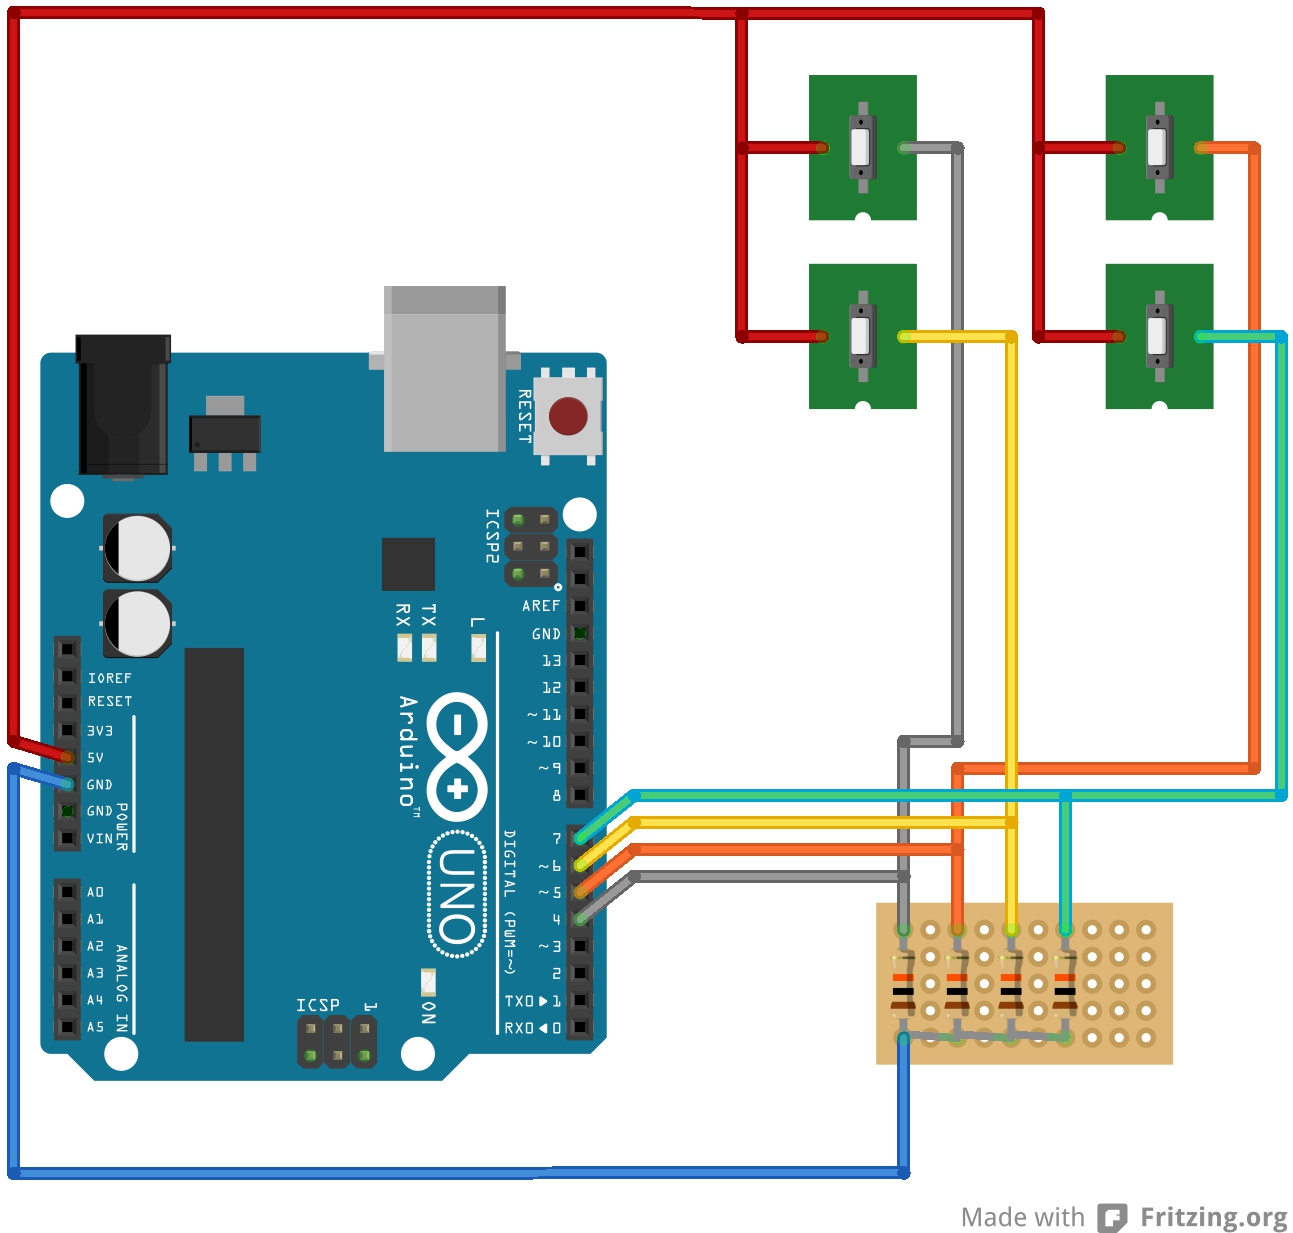 RESET
ICSP2
AREF
GND
13
12
~11
~10
~9
8
RX
TX
L
IOREF
RESET
3V3
5V
GND
GND
VIN
POWER
Arduino™
UNO
DIGITAL (PWM=~)
7
~6
~5
4
~3
2
TX0▶1
RX0◀0
A0
A1
A2
A3
A4
A5
ANALOG IN
ICSP
1
ON
Made with Fritzing.org